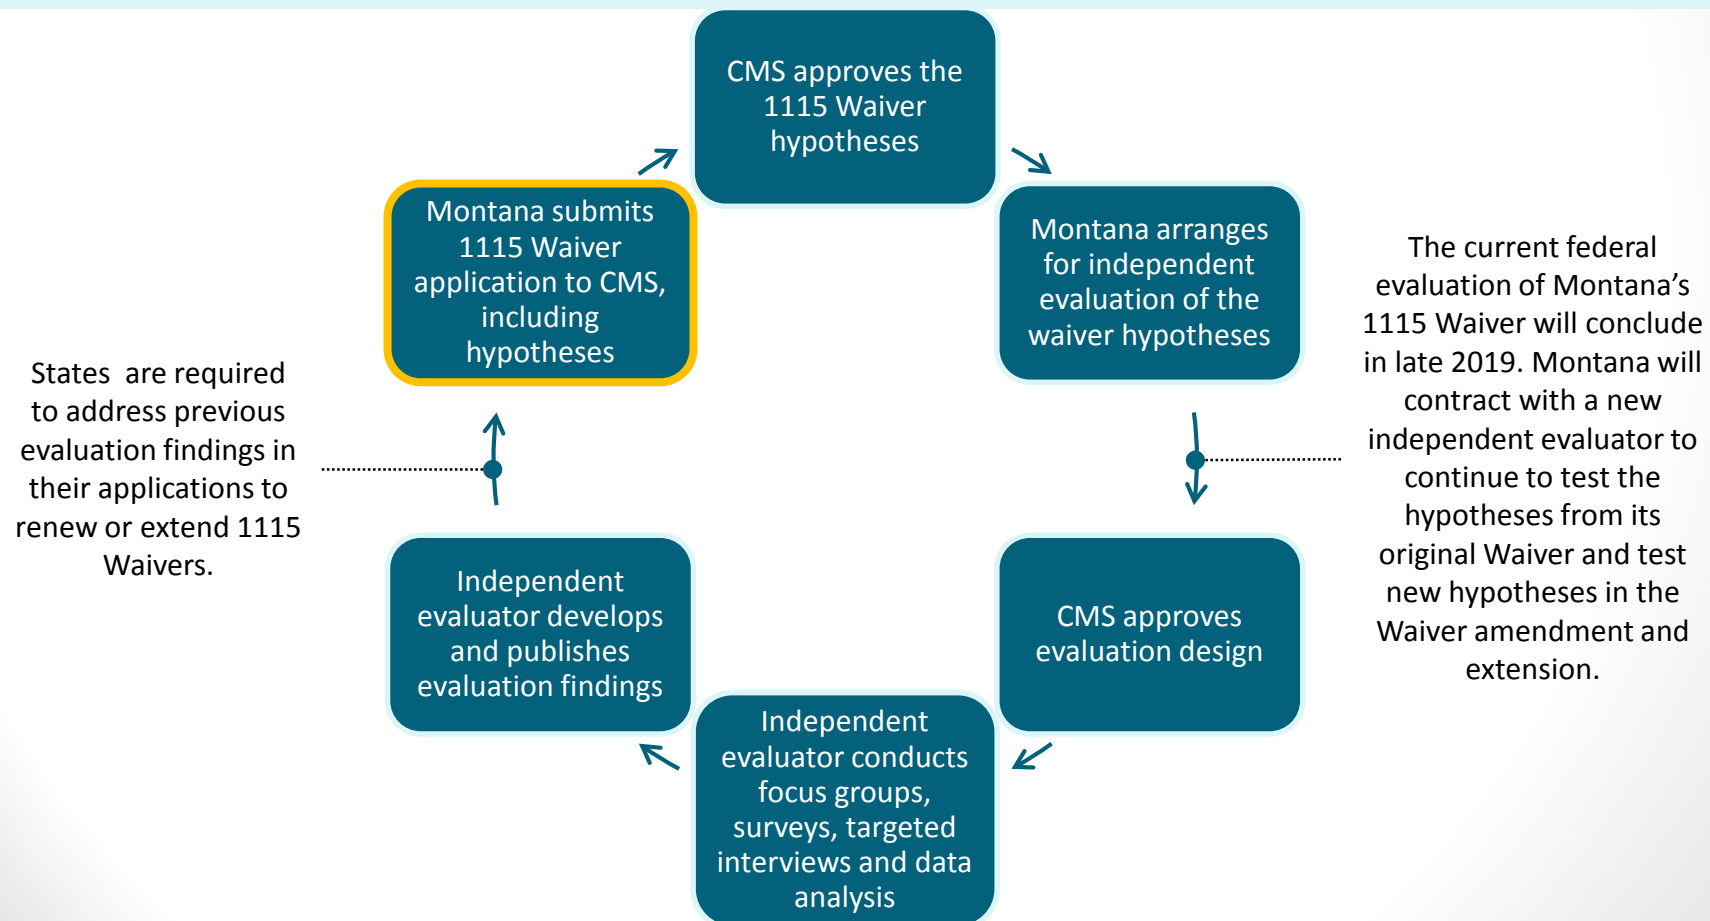 CMS approves the
1115 Waiver
hypotheses
Montana submits
1115 Waiver
application to CMS,
including
hypotheses
Montana arranges
for independent
evaluation of the
waiver hypotheses
The current federal
evaluation of Montana’s
1115 Waiver will conclude
in late 2019. Montana will
contract with a new
independent evaluator to
continue to test the
hypotheses from its
original Waiver and test
new hypotheses in the
Waiver amendment and
extension.
States are required
to address previous
evaluation findings in
their applications to
renew or extend 1115
Waivers.
Independent
evaluator develops
and publishes
evaluation findings
CMS approves
evaluation design
Independent
evaluator conducts
focus groups,
surveys, targeted
interviews and data
analysis